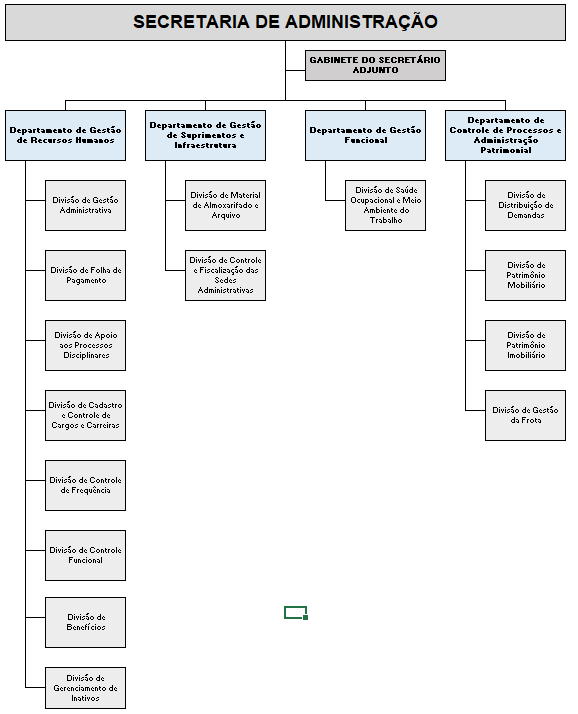 SECRETARIA DE ADMINISTRAÇÃO
GABINETE DO SECRETÁRIO
ADJUNTO
Departamento de Gestão
de Recursos Humanos
Departamento de Gestão
de Suprimentos e
Infraestrutura
Departamento de Gestão
Funcional
Departamento de
Controle de Processos e
Administração
Patrimonial
Divisão de Gestão
Administrativa
Divisão de Folha de
Pagamento
Divisão de Apoio
aos Processos
Disciplinares
Divisão de Cadastro
e Controle de
Cargos e Carreiras
Divisão de Controle
de Frequência
Divisão de Controle
Funcional
Divisão de
Benefícios
Divisão de
Gerenciamento de
Inativos
Divisão de Material
de Almoxarifado e
Arquivo
Divisão de Controle
e Fiscalização das
Sedes
Administrativas
Divisão de Saúde
Ocupacional e Meio
Ambiente do
Trabalho
Divisão de
Distribuição de
Demandas
Divisão de
Patrimônio
Mobiliário
Divisão de
Patrimônio
Imobiliário
Divisão de Gestão
da Frota